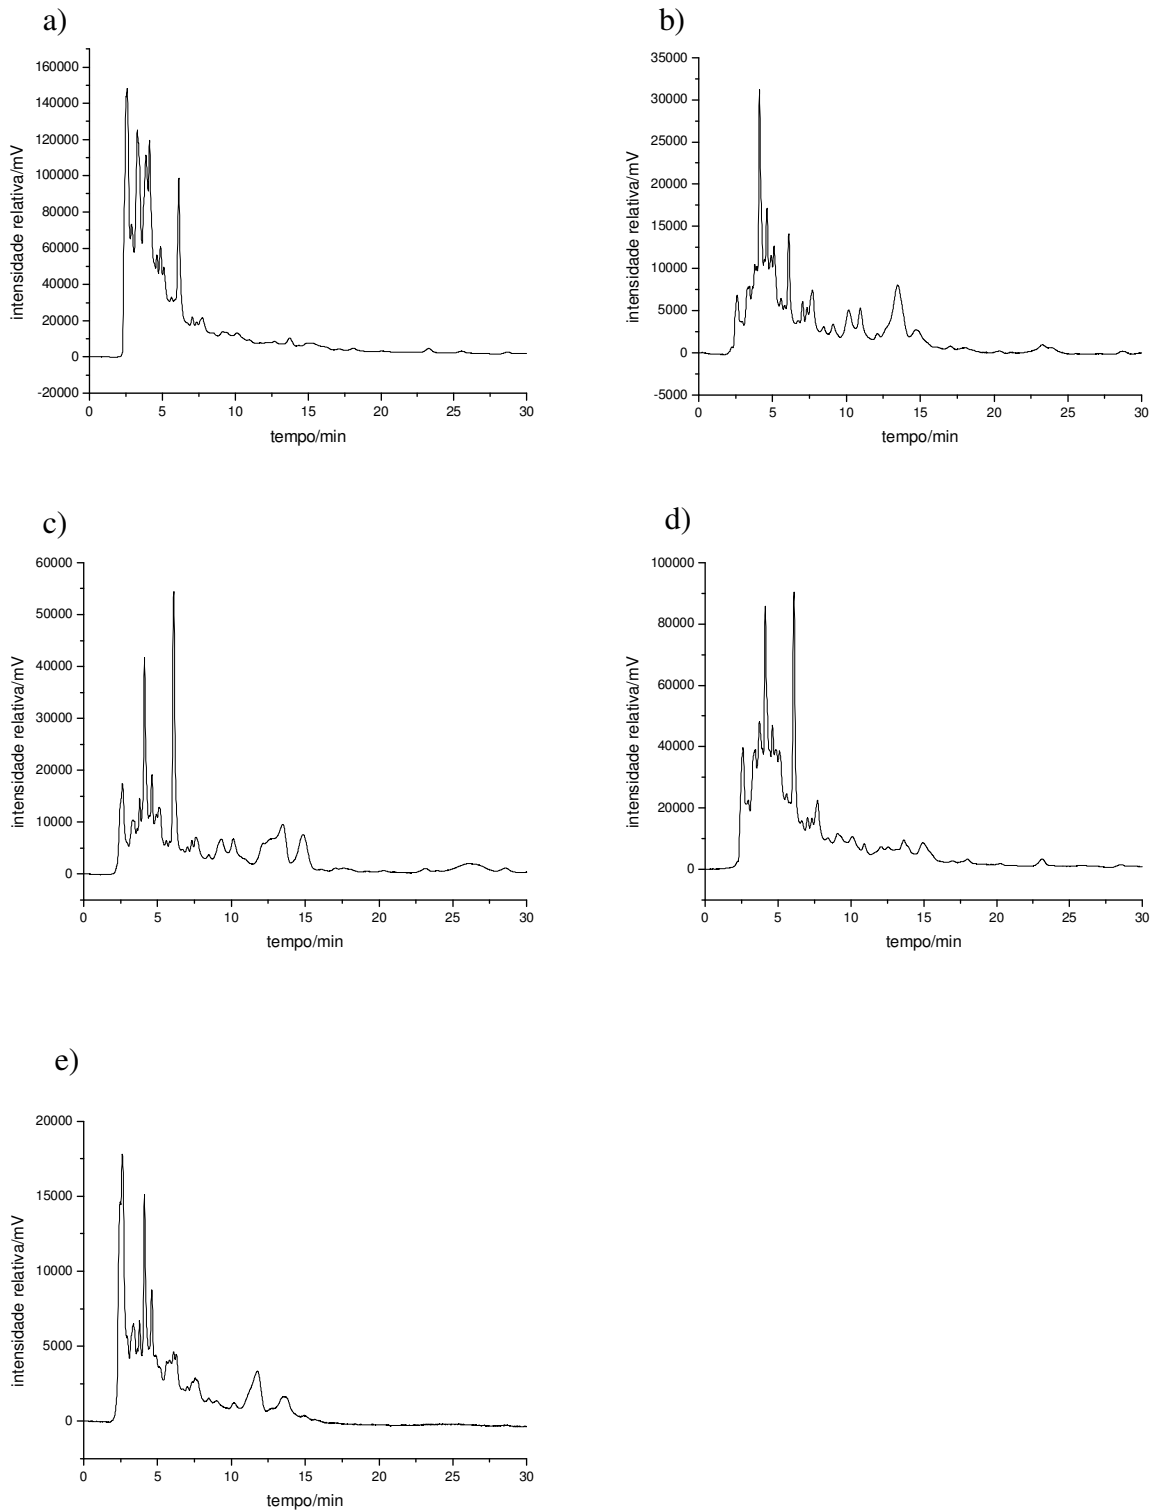 a)
160000
140000
120000
100000
80000
60000
40000
20000
0
-20000
intensidade relativa/mV
0 5 10 15 20 25 30
tempo/min
b)
35000
30000
25000
20000
15000
10000
5000
0
-5000
intensidade relativa/mV
0 5 10 15 20 25 30
tempo/min
c)
60000
50000
40000
30000
20000
10000
0
intensidade relativa/mV
0 5 10 15 20 25 30
tempo/min
d)
100000
80000
60000
40000
20000
0
intensidade relativa/mV
0 5 10 15 20 25 30
tempo/min
e)
20000
15000
10000
5000
0
intensidade relativa/mV
0 5 10 15 20 25 30
tempo/min